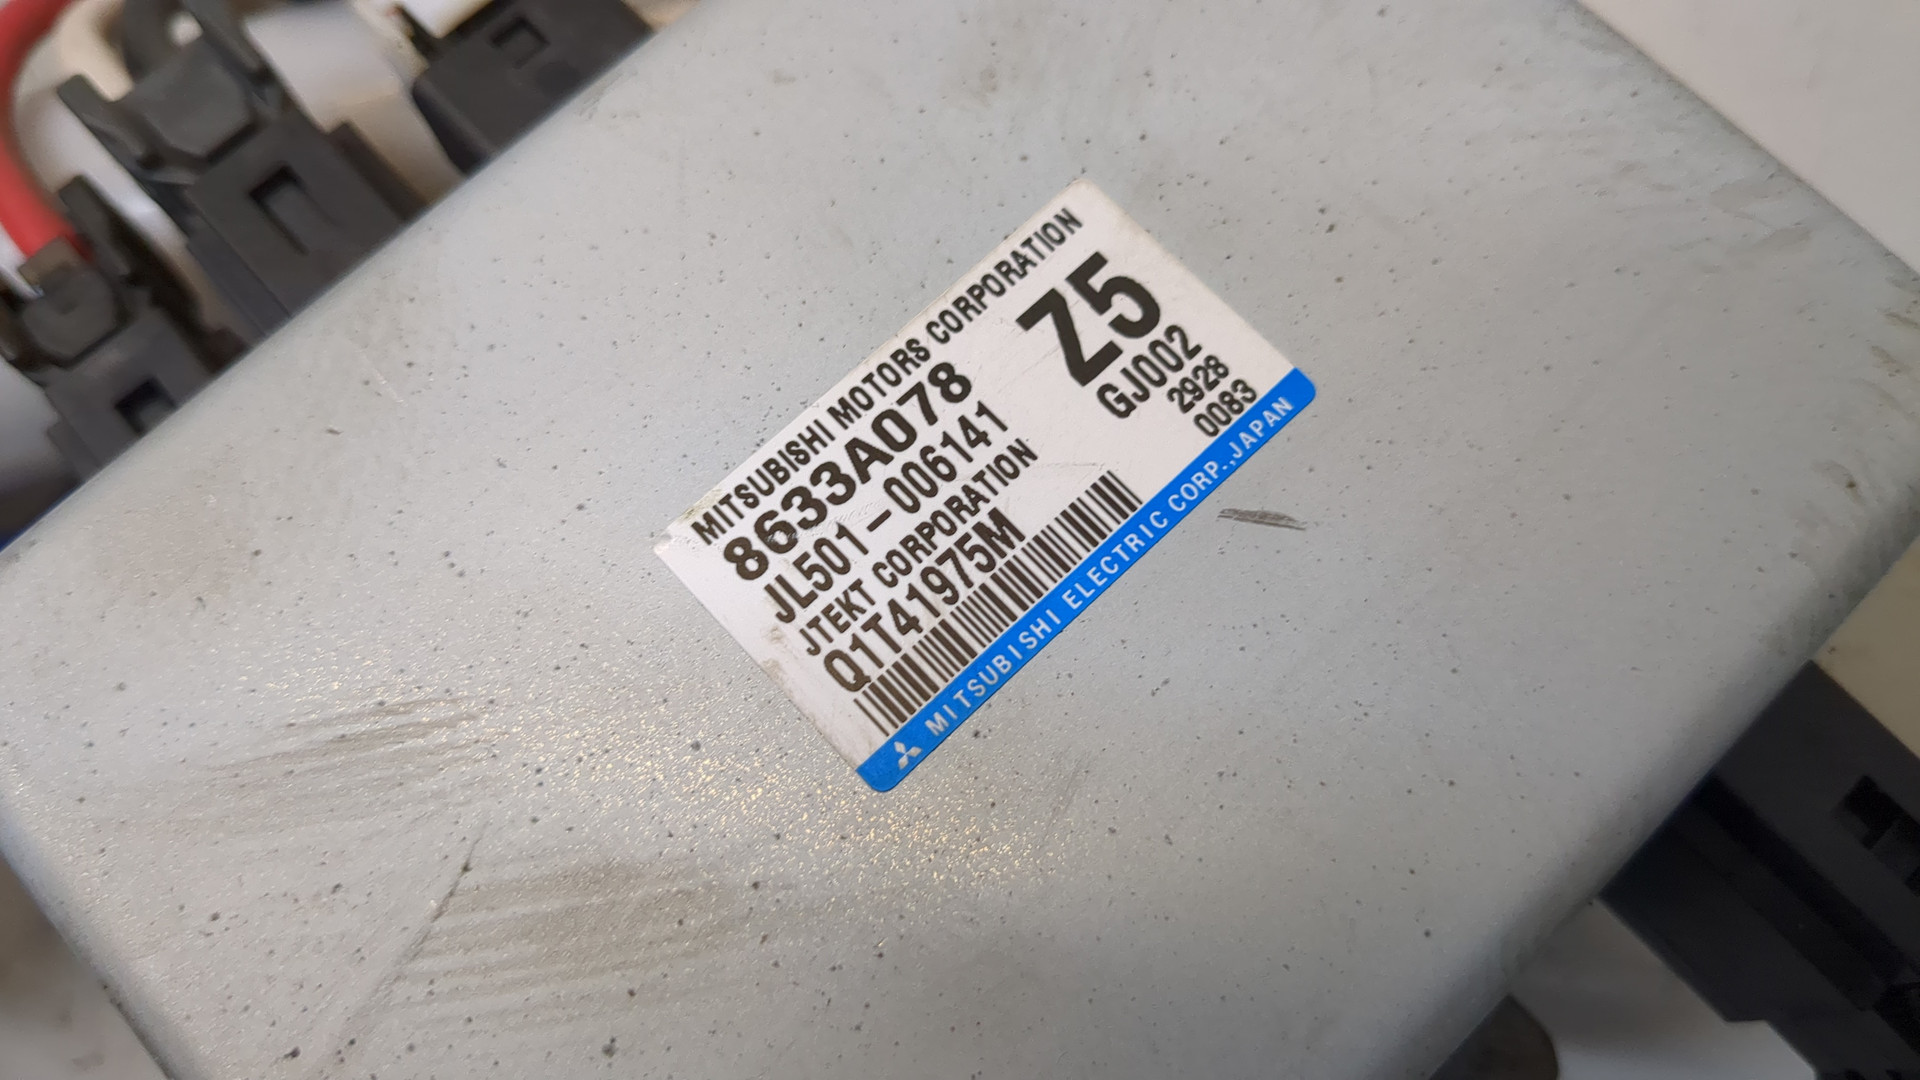 MITSUBISHI MOTORS CORPORATION
8633A078
Z5
JL501-006141
GJ002
JTEKT CORPORATION
2928
Q1T41975M
0083
MITSUBISHI ELECTRIC CORP., JAPAN